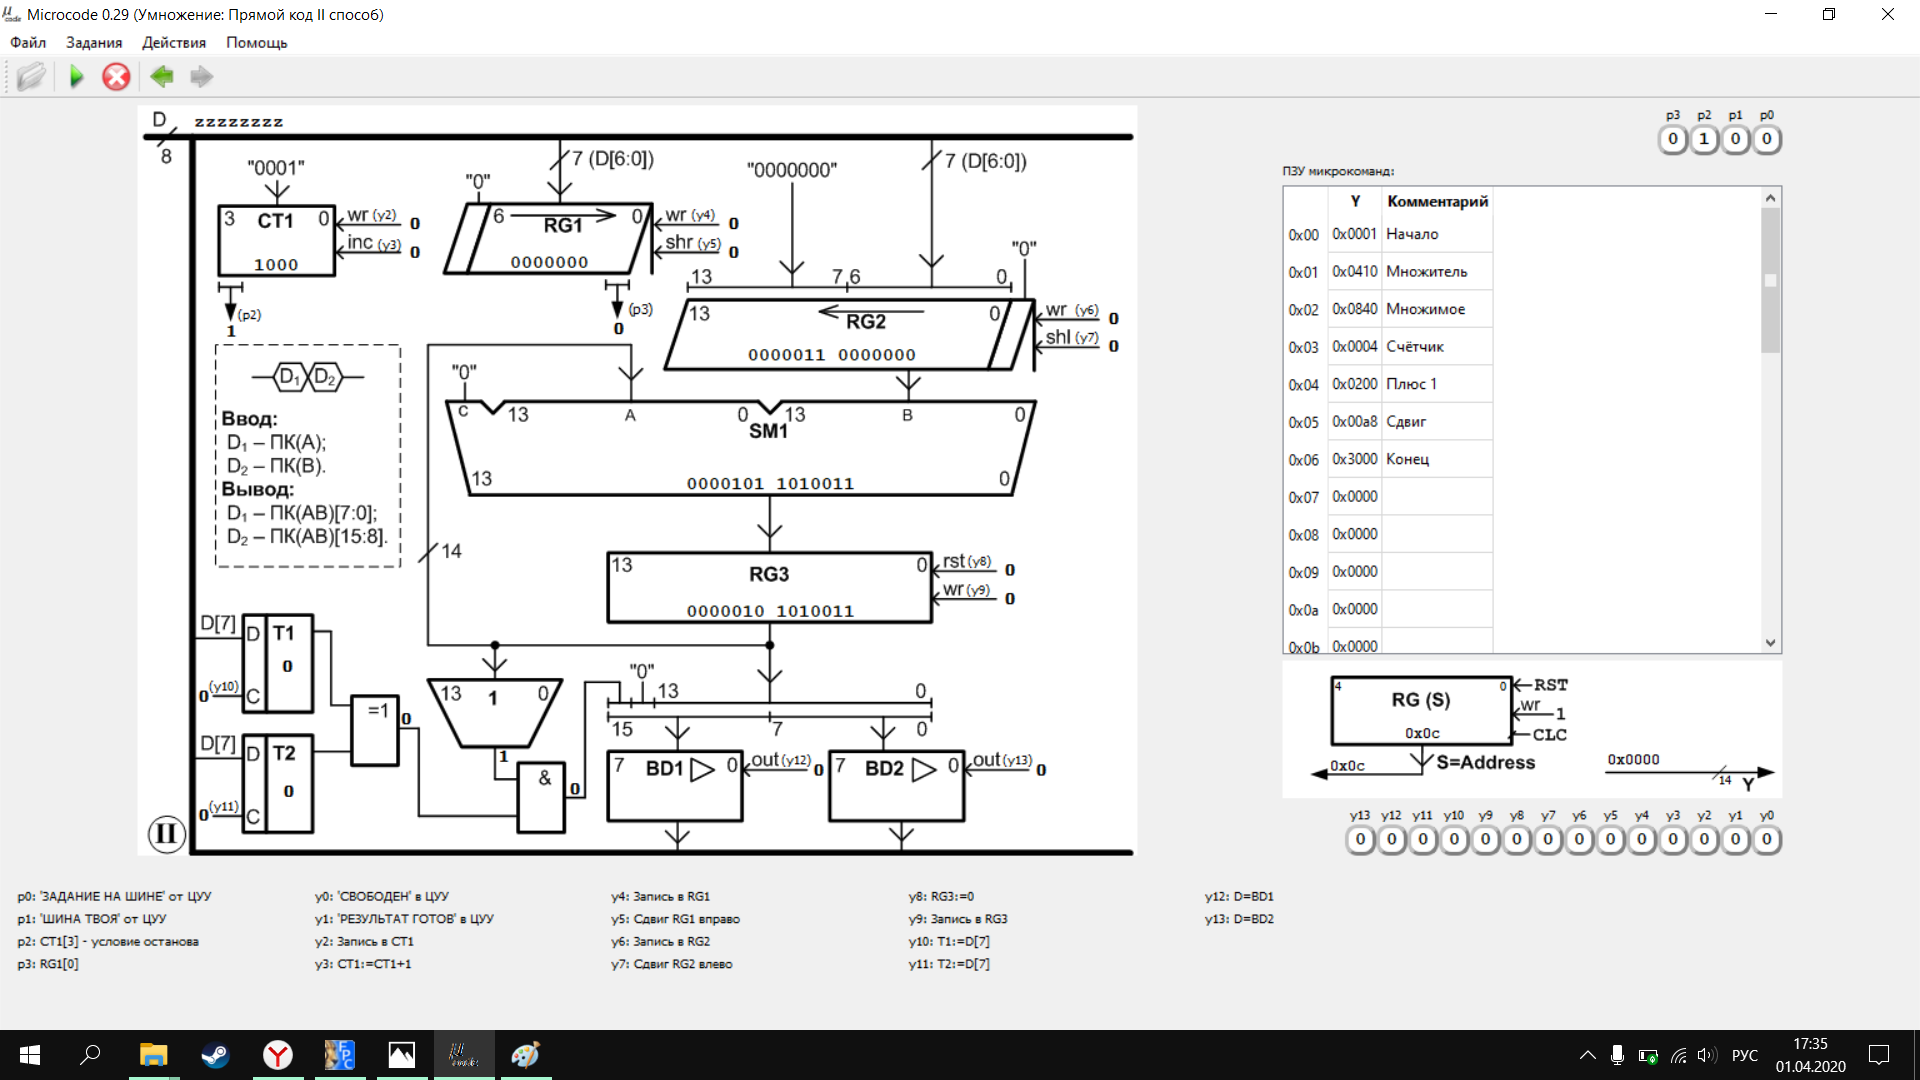 Microcode 0.29 (Умножение: Прямой код II способ)
Файл Задания Действия Помощь
D zzzzzzzz
8
"0001"
3 CT1 0
1000
wr (y2) 0
inc (y3) 0
(p2)
1
7 (D[6:0])
"0"
6 0
RG1
0000000
wr (y4) 0
shr (y5) 0
(p3)
0
"0000000"
7 (D[6:0])
"0"
13 7 6 0
13 0
RG2
0000011 0000000
wr (y6) 0
shl (y7) 0
D1 D2
Ввод:
D1 – ПК(A);
D2 – ПК(B).
Вывод:
D1 – ПК(AB)[7:0];
D2 – ПК(AB)[15:8].
"0"
C 13 A 0 13 B 0
SM1
13 0
0000101 1010011
14
13 0
RG3
0000010 1010011
rst (y8) 0
wr (y9) 0
D[7] D T1
0
0 (y10) C
D[7] D T2
0
0 (y11) C
=1 0
13 1 0
1
& 0
"0"
13 0
15 7 0
7 BD1 0 out (y12) 0
7 BD2 0 out (y13) 0
II
p3 p2 p1 p0
0 1 0 0
ПЗУ микрокоманд:
Y Комментарий
0x00 0x0001 Начало
0x01 0x0410 Множитель
0x02 0x0840 Множимое
0x03 0x0004 Счётчик
0x04 0x0200 Плюс 1
0x05 0x00a8 Сдвиг
0x06 0x3000 Конец
0x07 0x0000
0x08 0x0000
0x09 0x0000
0x0a 0x0000
0x0b 0x0000
4 0
RG (S)
0x0c
RST
wr 1
CLC
0x0c S=Address
0x0000
14 Y
y13 y12 y11 y10 y9 y8 y7 y6 y5 y4 y3 y2 y1 y0
0 0 0 0 0 0 0 0 0 0 0 0 0 0
p0: 'ЗАДАНИЕ НА ШИНЕ' от ЦУУ
p1: 'ШИНА ТВОЯ' от ЦУУ
p2: CT1[3] - условие останова
p3: RG1[0]
y0: 'СВОБОДЕН' в ЦУУ
y1: 'РЕЗУЛЬТАТ ГОТОВ' в ЦУУ
y2: Запись в CT1
y3: CT1:=CT1+1
y4: Запись в RG1
y5: Сдвиг RG1 вправо
y6: Запись в RG2
y7: Сдвиг RG2 влево
y8: RG3:=0
y9: Запись в RG3
y10: T1:=D[7]
y11: T2:=D[7]
y12: D=BD1
y13: D=BD2
РУС
17:35
01.04.2020